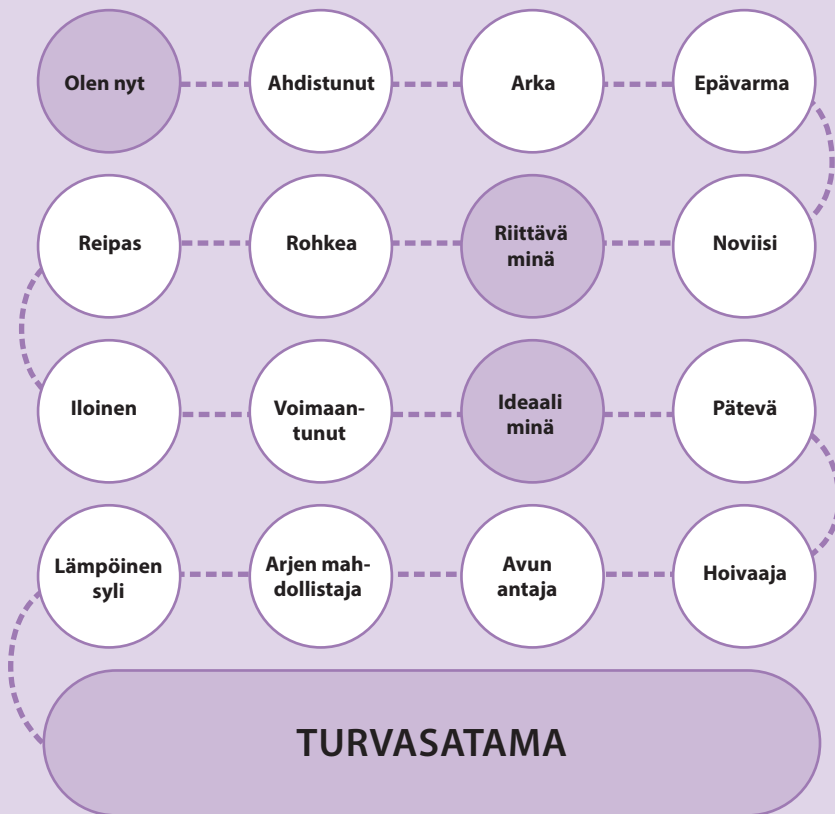 Olen nyt
Ahdistunut
Arka
Epävarma
Reipas
Rohkea
Riittävä
minä
Noviisi
Iloinen
Voimaan-
tunut
Ideaali
minä
Pätevä
Lämpöinen
syli
Arjen mah-
dollistaja
Avun
antaja
Hoivaaja
TURVASATAMA